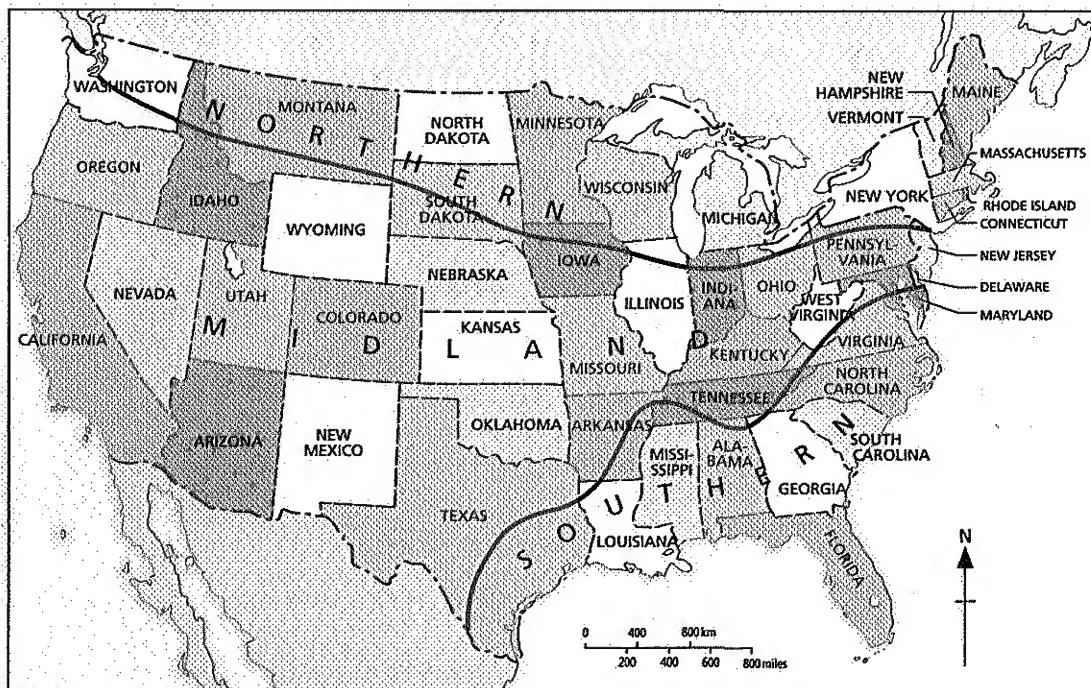 WASHINGTON
MONTANA
NORTH
DAKOTA
MINNESOTA
NEW
HAMPSHIRE
VERMONT
MAINE
MASSACHUSETTS
RHODE ISLAND
CONNECTICUT
NEW JERSEY
DELAWARE
MARYLAND
OREGON
IDAHO
WYOMING
SOUTH
DAKOTA
WISCONSIN
MICHIGAN
NEW YORK
NORTHERN
NEBRASKA
IOWA
PENNSYL-
VANIA
NEVADA
UTAH
COLORADO
KANSAS
ILLINOIS
INDI-
ANA
OHIO
WEST
VIRGINIA
VIRGINIA
CALIFORNIA
MIDLAND
MISSOURI
KENTUCKY
NORTH
CAROLINA
TENNESSEE
ARIZONA
NEW
MEXICO
OKLAHOMA
ARKANSAS
SOUTH
CAROLINA
MISSI-
SSIPPI
ALA
BAMA
GEORGIA
TEXAS
LOUISIANA
SOUTHERN
FLORIDA
N
0 400 800 km
200 400 600 800 miles